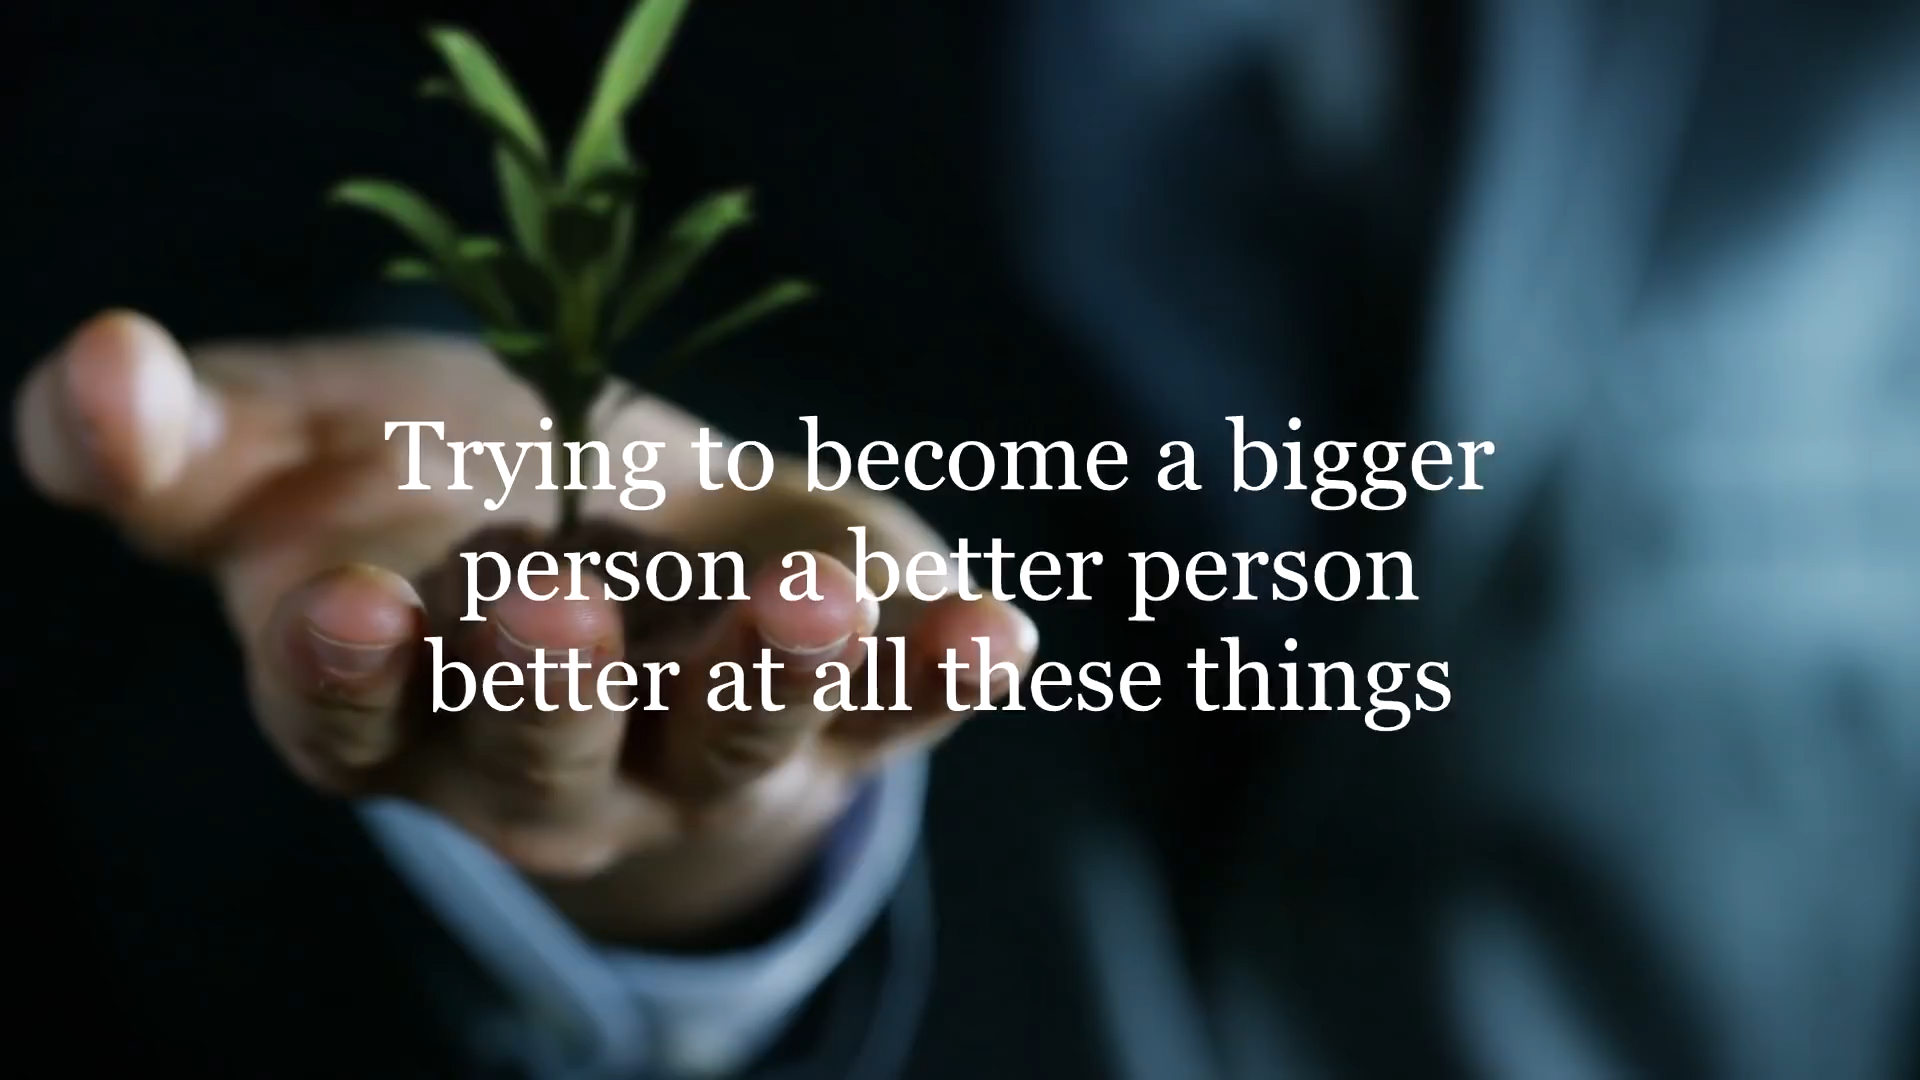 Trying to become a bigger
person a better person
better at all these things